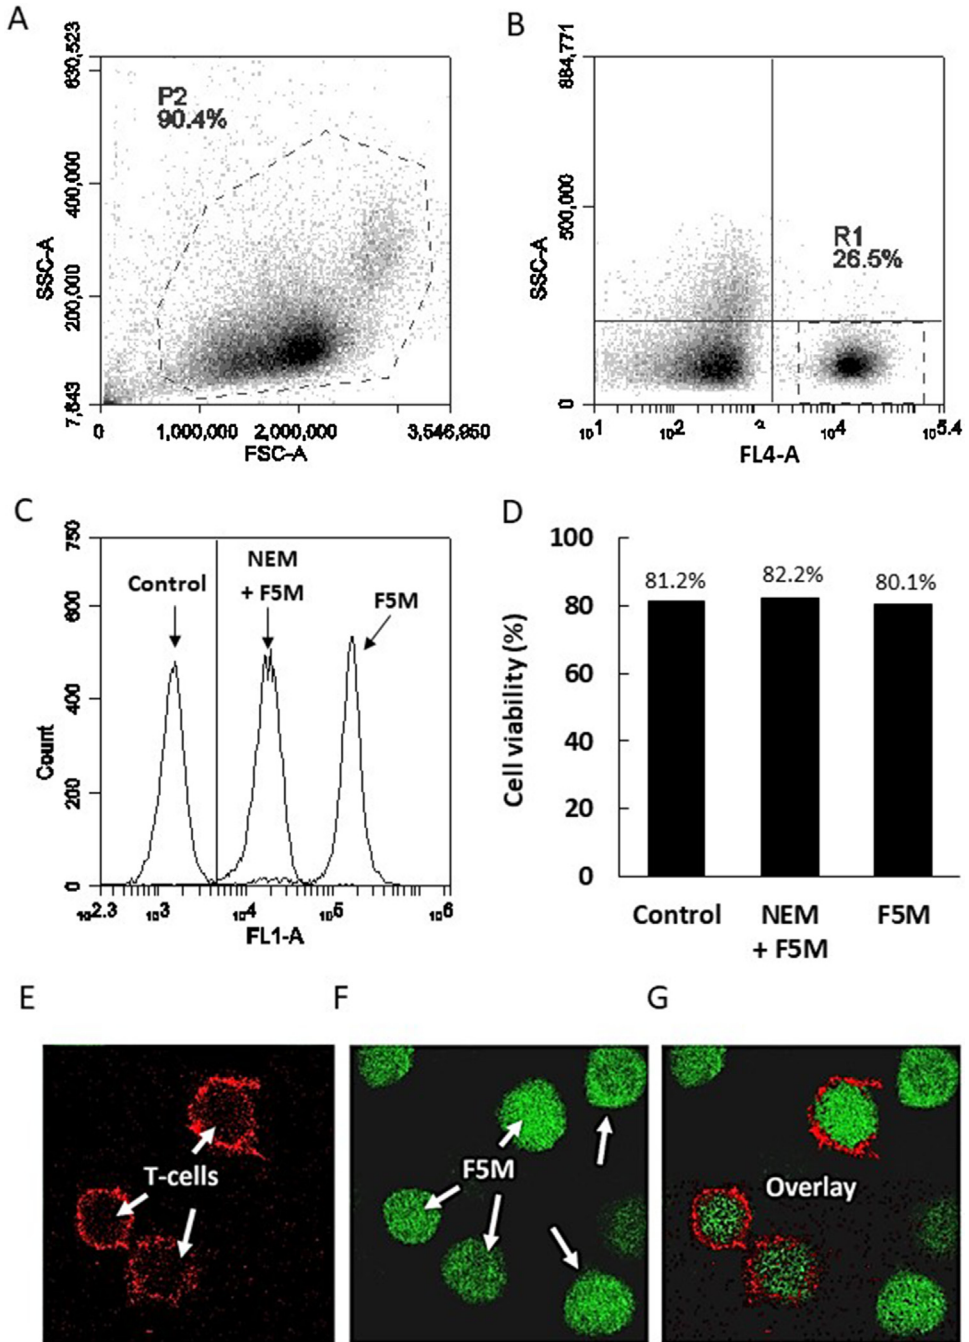 A
630,523
400,000
200,000
7,643
SSC-A
P2
90.4%
0
1,000,000
2,000,000
3,546,950
FSC-A
B
884,771
500,000
0
SSC-A
R1
26.5%
10 1
10 2
10 4
10 5.4
FL4-A
C
750
600
400
200
0
Count
Control
NEM
+ F5M
F5M
10 2.3
10 3
10 4
10 5
10 6
FL1-A
D
100
80
60
40
20
0
Cell viability (%)
81.2%
82.2%
80.1%
Control
NEM
+ F5M
F5M
E
T-cells
F
F5M
G
Overlay